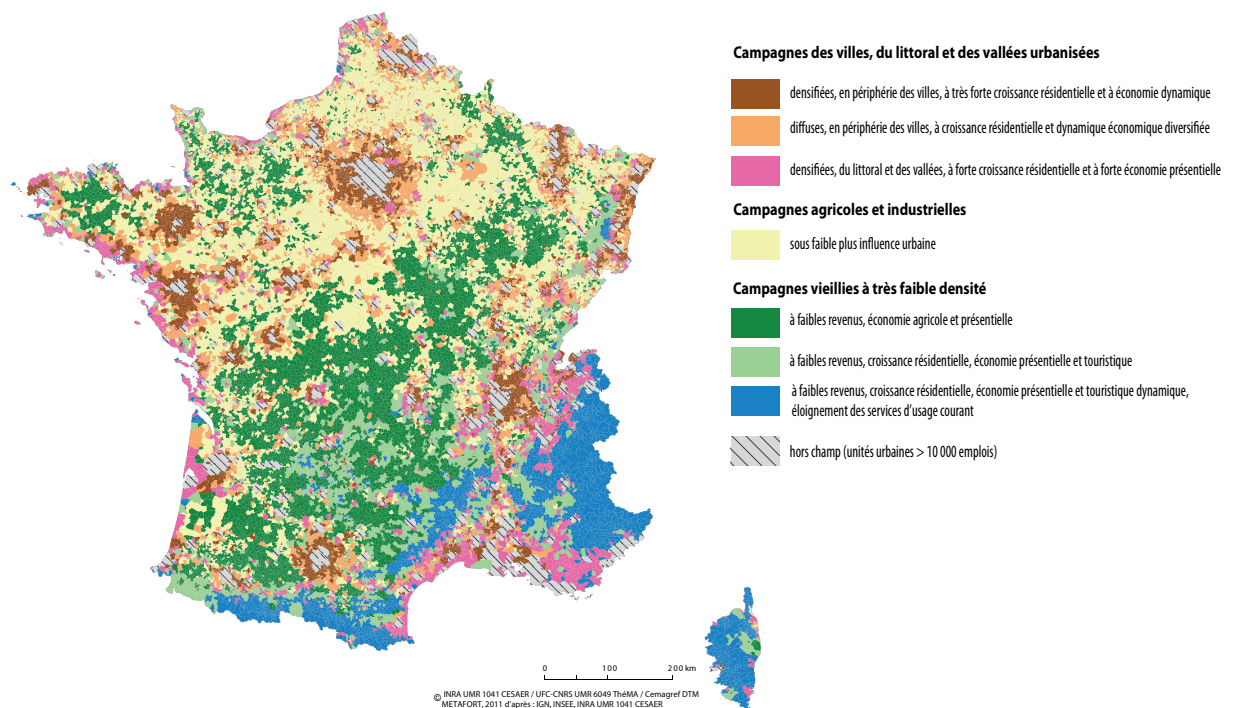 Campagnes des villes, du littoral et des vallées urbanisées
densifiées, en périphérie des villes, à très forte croissance résidentielle et à économie dynamique
diffuses, en périphérie des villes, à croissance résidentielle et dynamique économique diversifiée
densifiées, du littoral et des vallées, à forte croissance résidentielle et à forte économie présentielle
Campagnes agricoles et industrielles
sous faible plus influence urbaine
Campagnes vieillies à très faible densité
à faibles revenus, économie agricole et présentielle
à faibles revenus, croissance résidentielle, économie présentielle et touristique
à faibles revenus, croissance résidentielle, économie présentielle et touristique dynamique,
éloignement des services d'usage courant
hors champ (unités urbaines > 10 000 emplois)
0 100 200 km
© INRA UMR 1041 CESAER / UFC-CNRS UMR 6049 ThéMA / Cemagref DTM
METAFORT, 2011 d'après : IGN, INSEE, INRA UMR 1041 CESAER